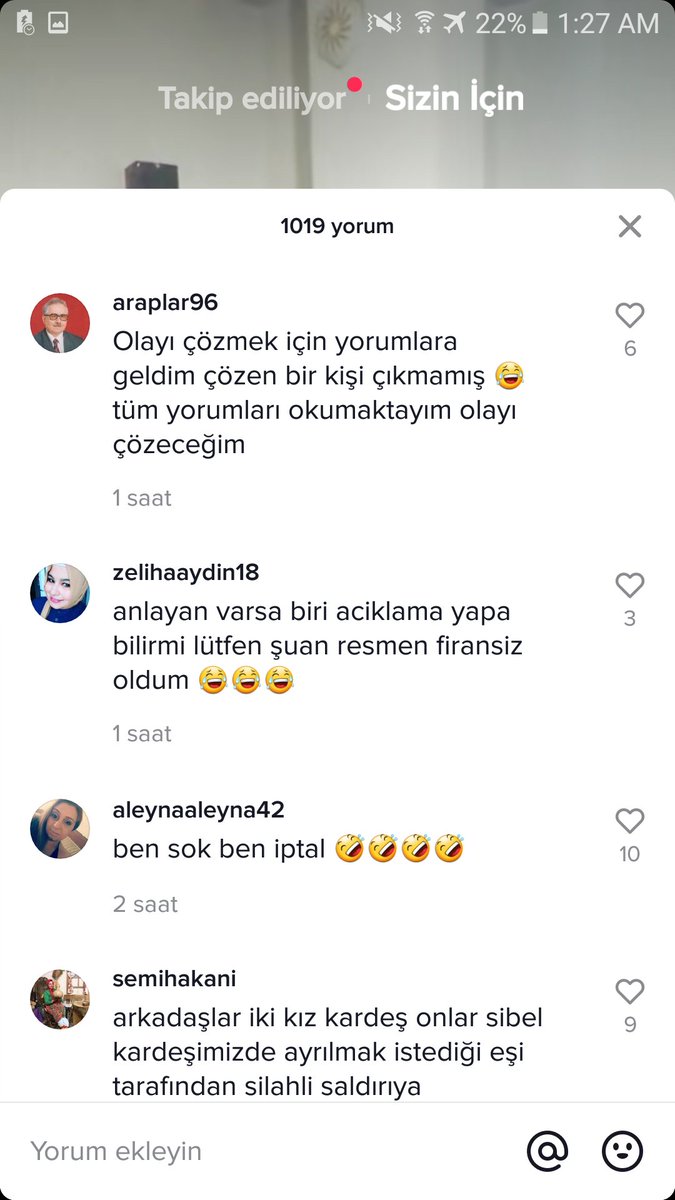 22% 1:27 AM
Takip ediliyor Sizin İçin
1019 yorum
araplar96
Olayı çözmek için yorumlara
geldim çözen bir kişi çıkmamış 😂
tüm yorumları okumaktayım olayı
çözeceğim
6
1 saat
zelihaaydin18
anlayan varsa biri aciklama yapa
bilirmi lütfen şuan resmen firansiz
oldum 😂😂😂
3
1 saat
aleynaaleyna42
ben sok ben iptal 🤣🤣🤣🤣
10
2 saat
semihakani
arkadaşlar iki kız kardeş onlar sibel
kardeşimizde ayrılmak istediği eşi
tarafından silahli saldırıya
9
Yorum ekleyin